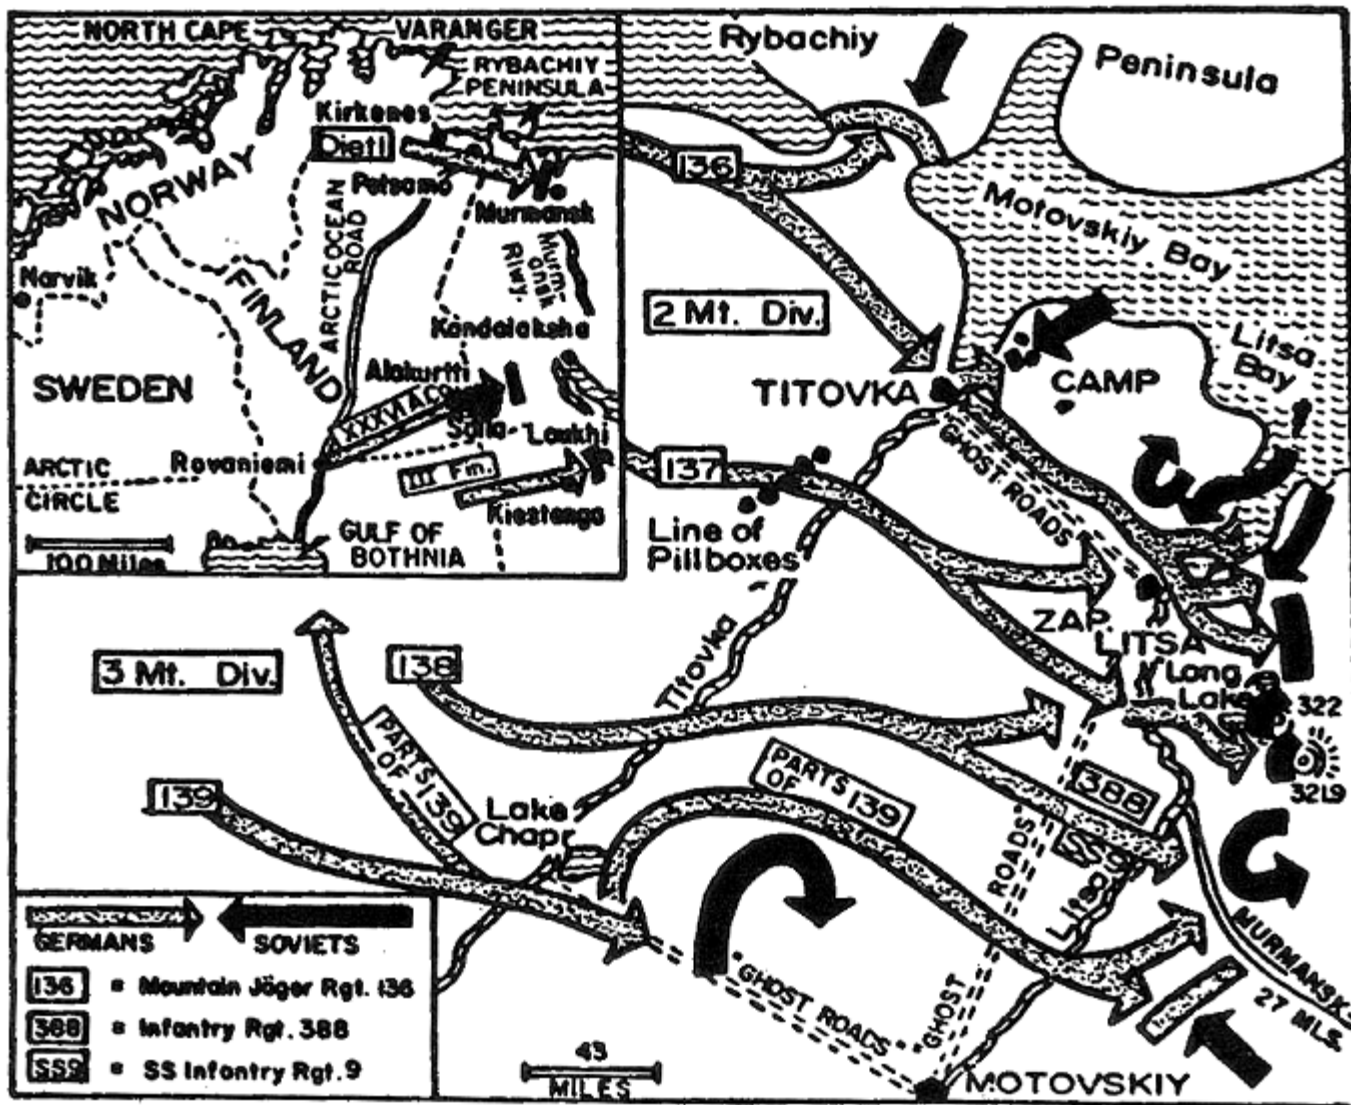 NORTH CAPE
VARANGER
RYBACHIY
PENINSULA
Kirkenes
Dietl
Petsamo
Murmansk
NORWAY
ARCTIC OCEAN
ROAD
Narvik
FINLAND
Kandalaksha
SWEDEN
Alakurtti
XXXVI AC
Salla
Loukhi
ARCTIC
CIRCLE
Rovaniemi
III Fin.
Kiestenga
GULF OF
BOTHNIA
100 Miles
Rybachiy
Peninsula
136
Motovskiy Bay
2 Mt. Div.
Litsa
Bay
TITOVKA
CAMP
GHOST ROADS
137
Line of
Pillboxes
ZAP.
LITSA
Long
Lake
322
321.9
3 Mt. Div.
138
Titovka
PARTS
OF 139
139
Lake
Chapr
PARTS
OF 139
388
SS9
ROADS"
Litsa
MURMANSK
27 MLS.
"GHOST ROADS"
"GHOST
MOTOVSKIY
43
MILES
GERMANS
SOVIETS
136 = Mountain Jäger Rgt. 136
388 = Infantry Rgt. 388
SS9 = SS Infantry Rgt. 9